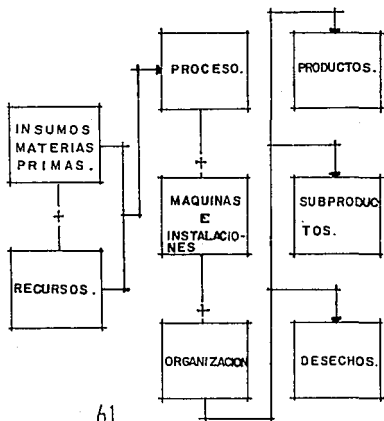 PROCESO.
PRODUCTOS.
INSUMOS
MATERIAS
PRIMAS.
MAQUINAS
E
INSTALACIO-
NES
SUBPRODUC
TOS.
RECURSOS.
ORGANIZACION
DESECHOS.
61